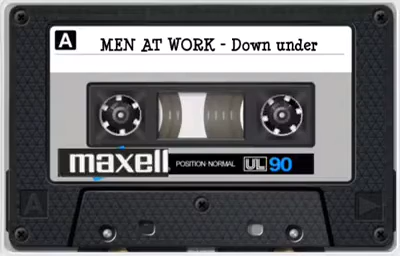 A MEN AT WORK - Down under
maxell POSITION·NORMAL UL 90
A